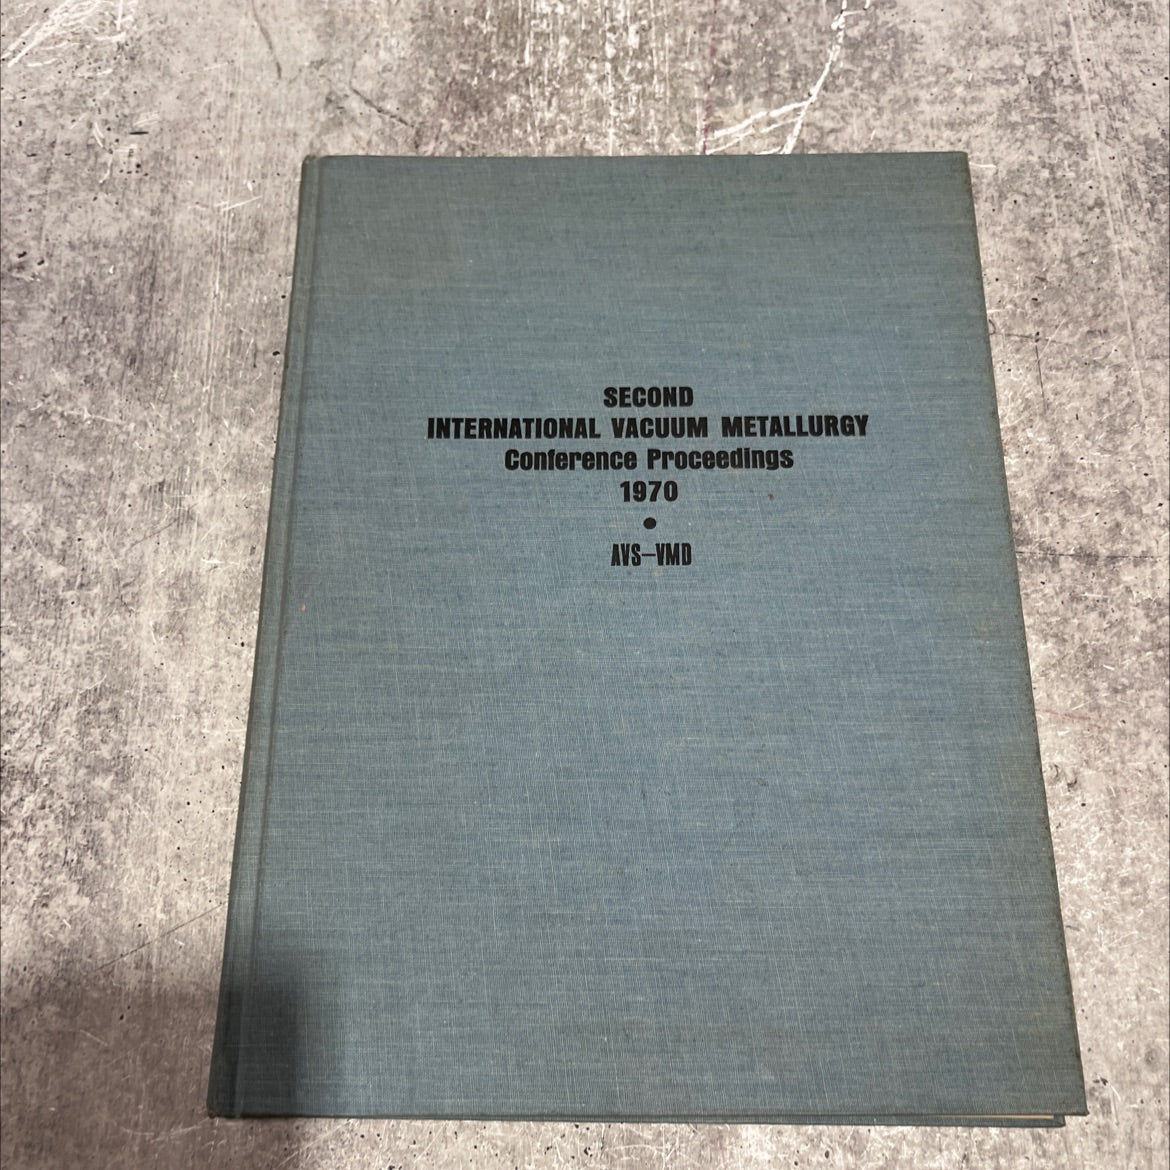 SECOND
INTERNATIONAL VACUUM METALLURGY
Conference Proceedings
1970
●
AVS—VMD